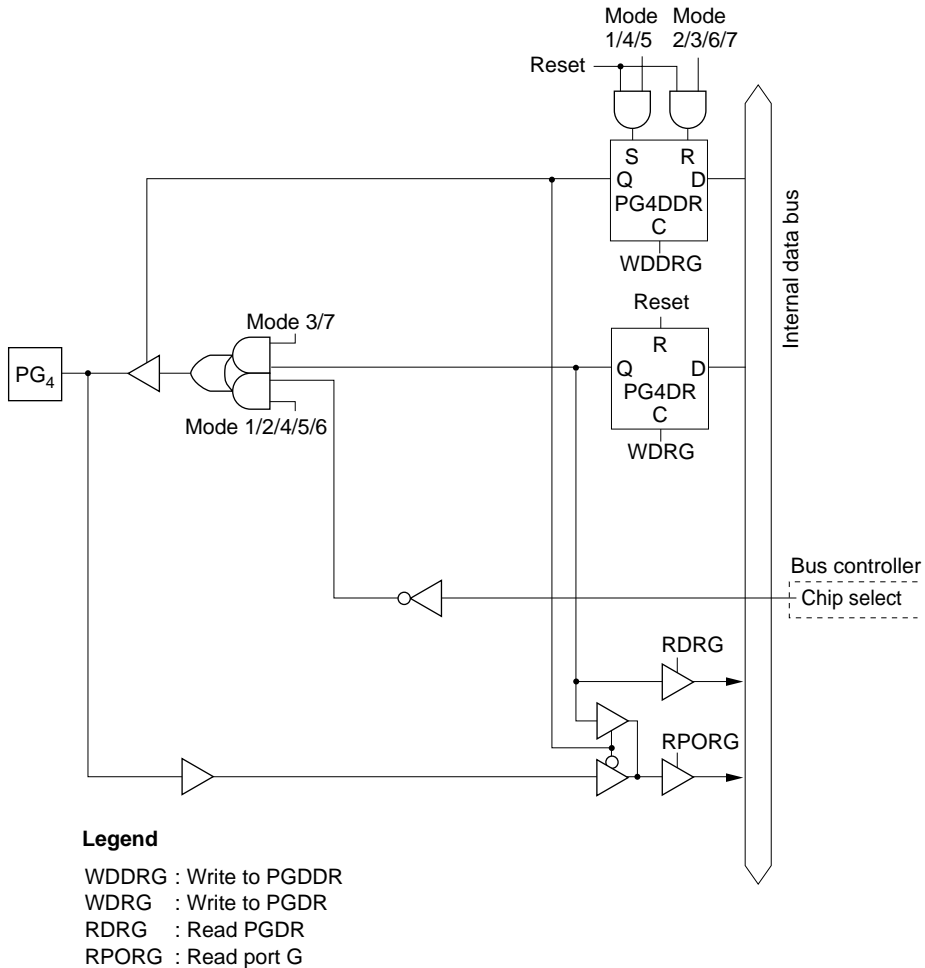 Mode
1/4/5
Mode
2/3/6/7
Reset
S R
Q D
PG4DDR
C
WDDRG
Internal data bus
Reset
R
Q D
PG4DR
C
WDRG
Mode 3/7
PG4
Mode 1/2/4/5/6
Bus controller
Chip select
RDRG
RPORG
Legend
WDDRG : Write to PGDDR
WDRG : Write to PGDR
RDRG : Read PGDR
RPORG : Read port G